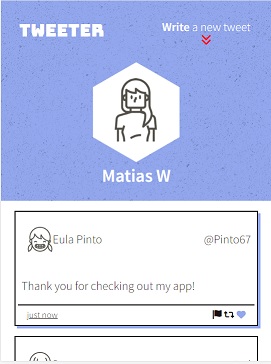 TWEETER
Write a new tweet
Matias W
Eula Pinto
@Pinto67
Thank you for checking out my app!
just now